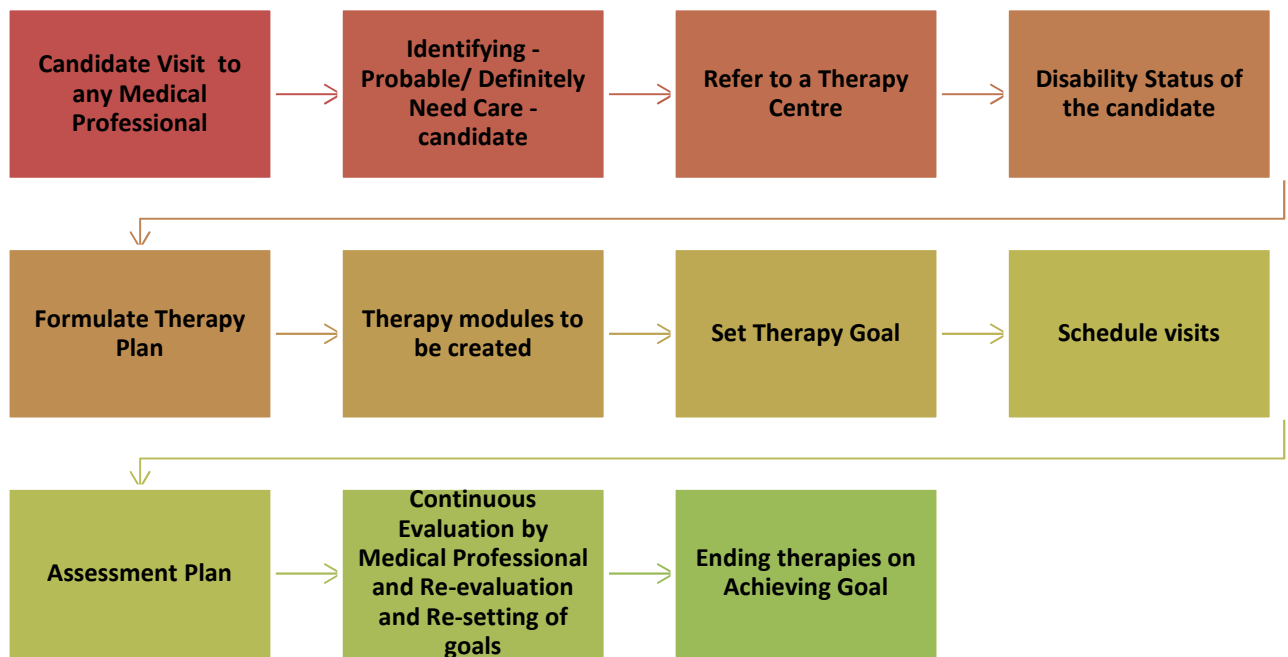 Candidate Visit to
any Medical
Professional
Identifying -
Probable/ Definitely
Need Care -
candidate
Refer to a Therapy
Centre
Disability Status of
the candidate
Formulate Therapy
Plan
Therapy modules to
be created
Set Therapy Goal
Schedule visits
Assessment Plan
Continuous
Evaluation by
Medical Professional
and Re-evaluation
and Re-setting of
goals
Ending therapies on
Achieving Goal